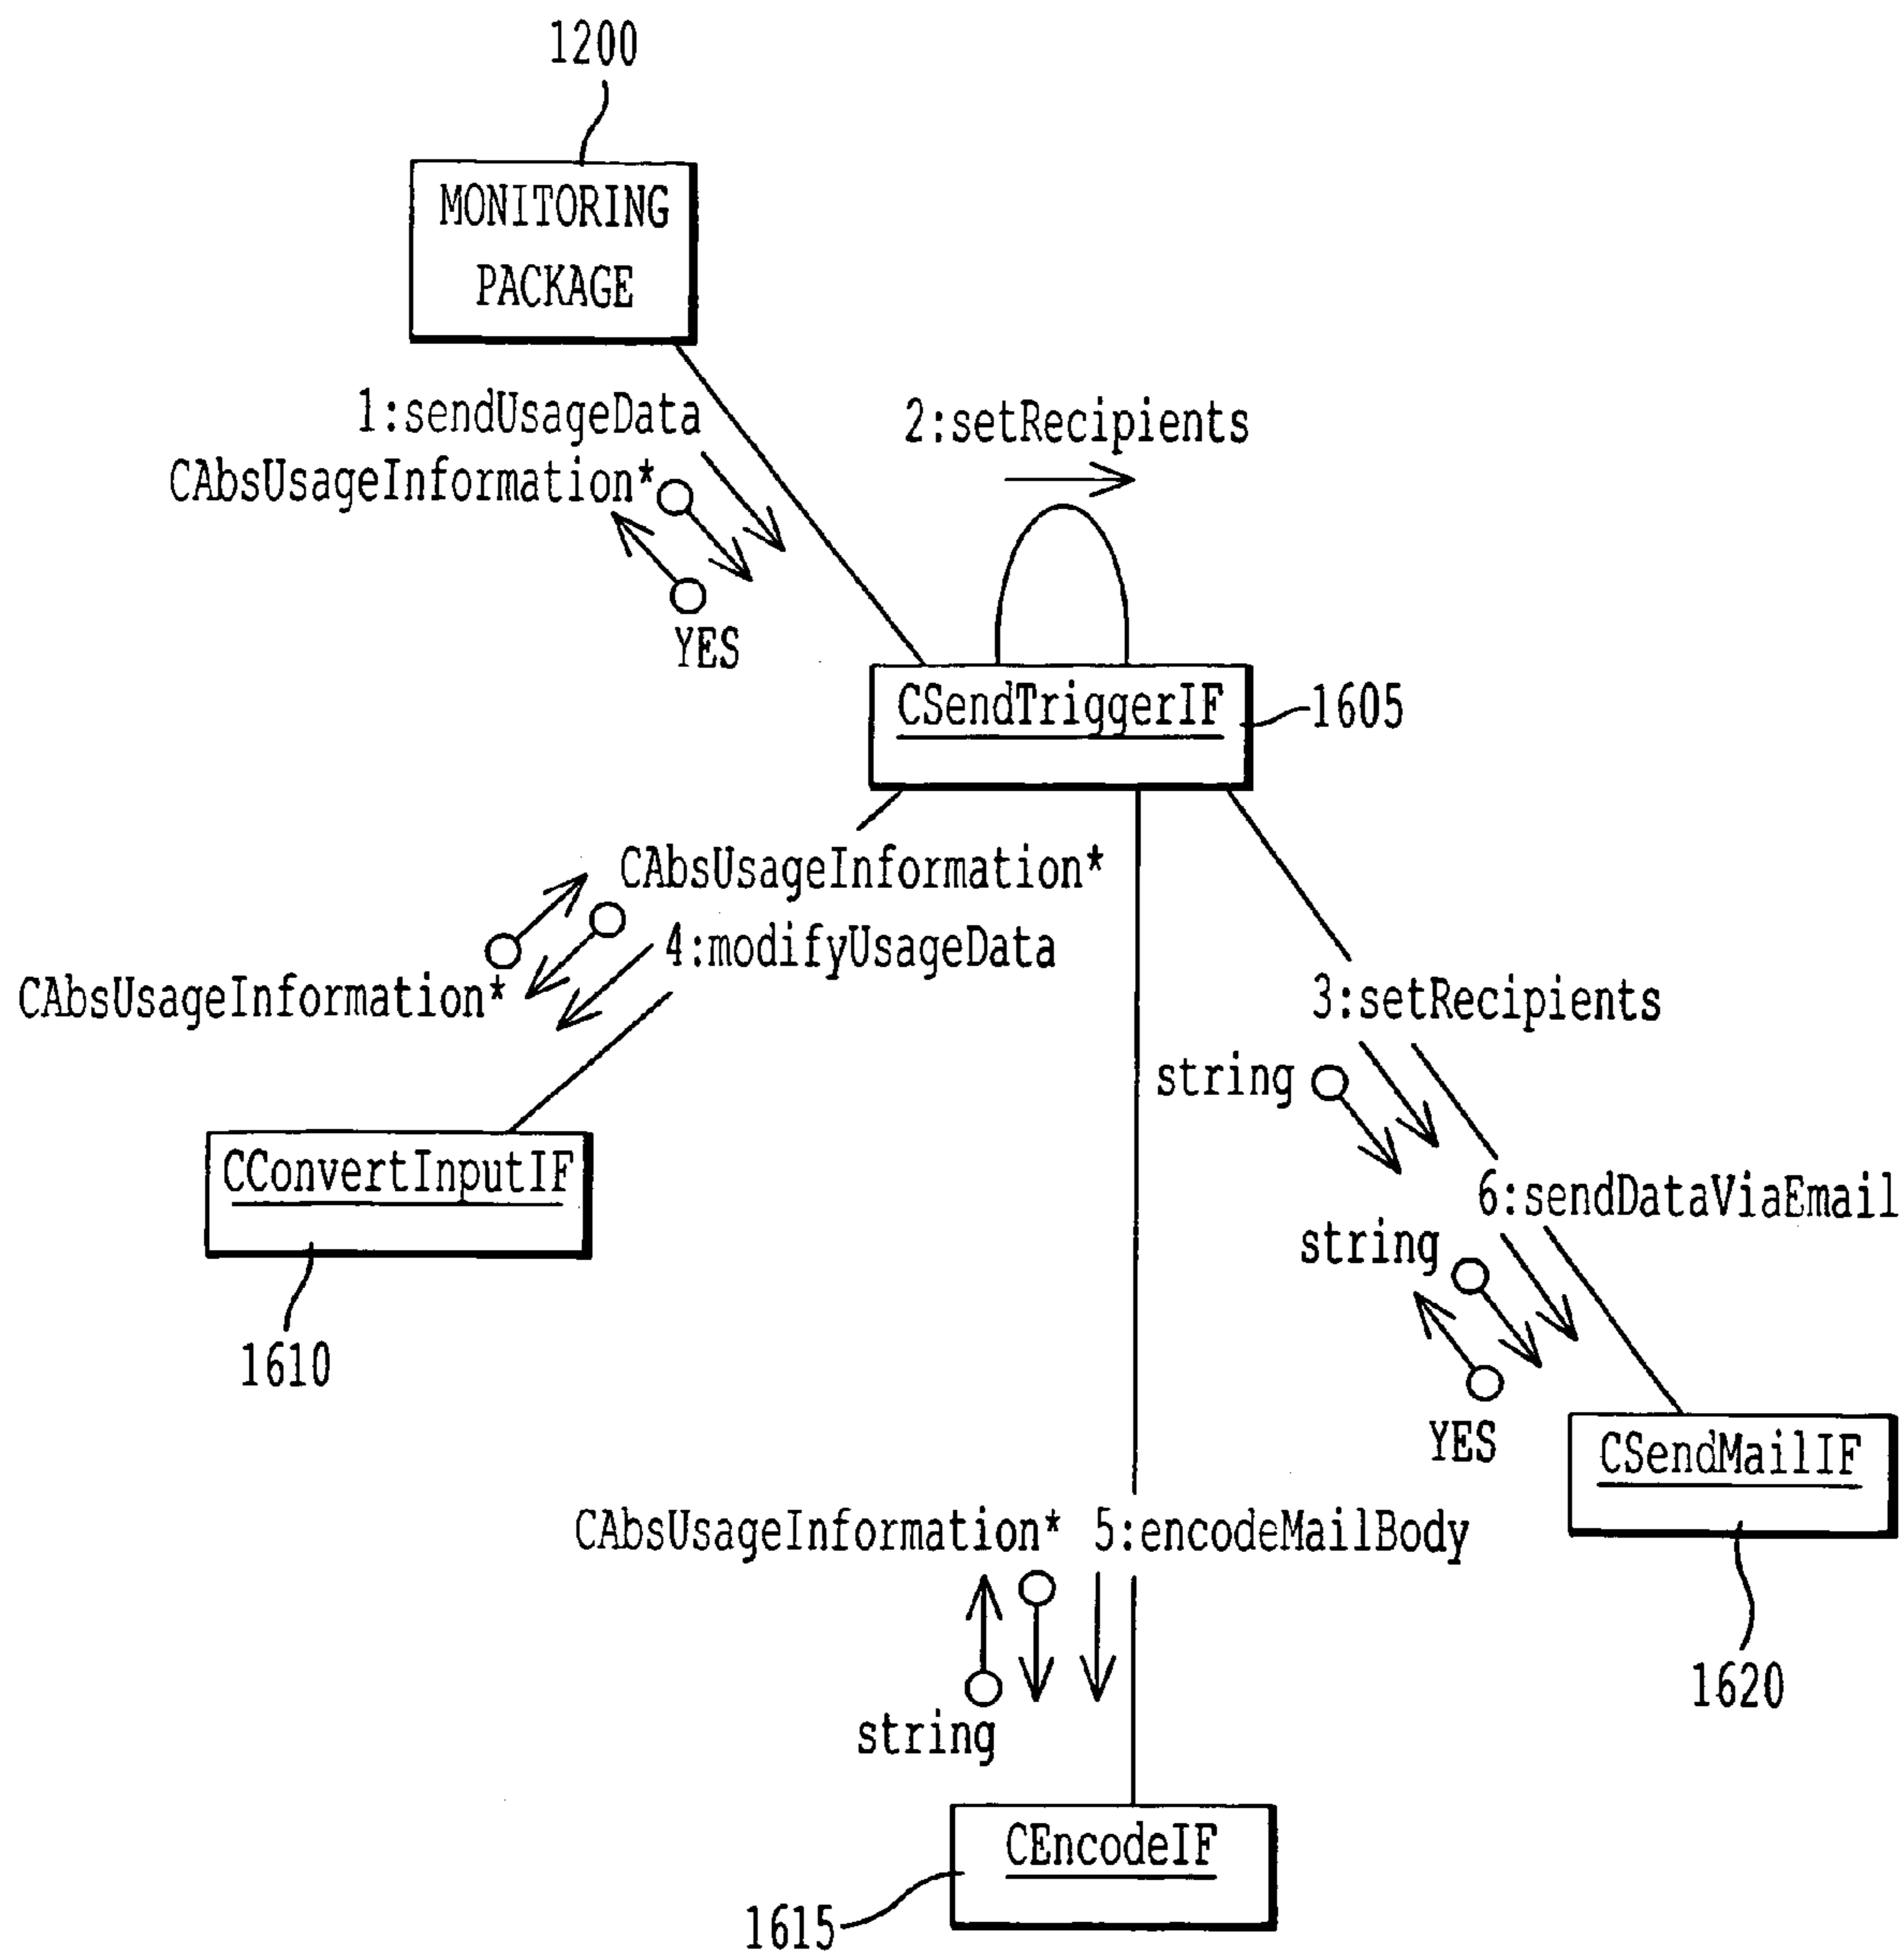 1200
MONITORING
PACKAGE
1:sendUsageData
CAbsUsageInformation*
YES
2:setRecipients
CSendTriggerIF
1605
CAbsUsageInformation*
4:modifyUsageData
CAbsUsageInformation*
3:setRecipients
string
CConvertInputIF
1610
6:sendDataViaEmail
string
YES
CSendMailIF
1620
CAbsUsageInformation*
5:encodeMailBody
string
CEncodeIF
1615